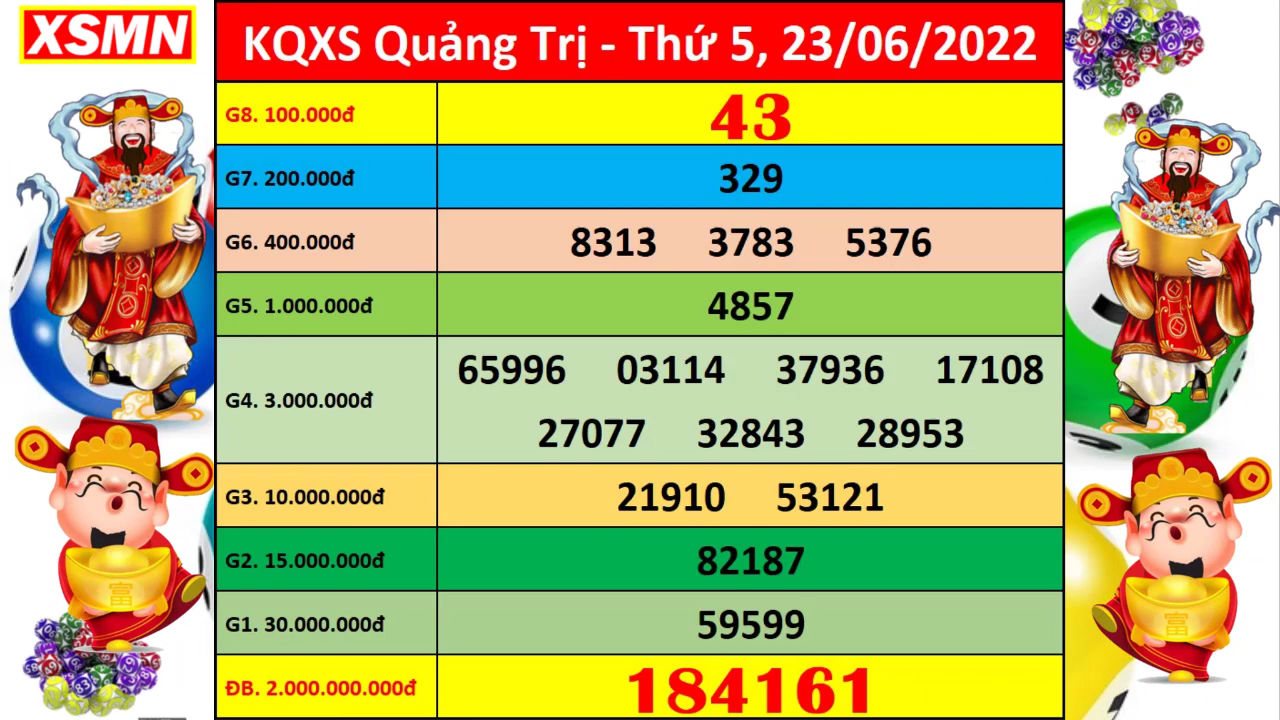 XSMN
KQXS Quảng Trị - Thứ 5, 23/06/2022
G8. 100.000đ 43
G7. 200.000đ 329
G6. 400.000đ 8313 3783 5376
G5. 1.000.000đ 4857
G4. 3.000.000đ 65996 03114 37936 17108
27077 32843 28953
G3. 10.000.000đ 21910 53121
G2. 15.000.000đ 82187
G1. 30.000.000đ 59599
ĐB. 2.000.000.000đ 184161
富
富